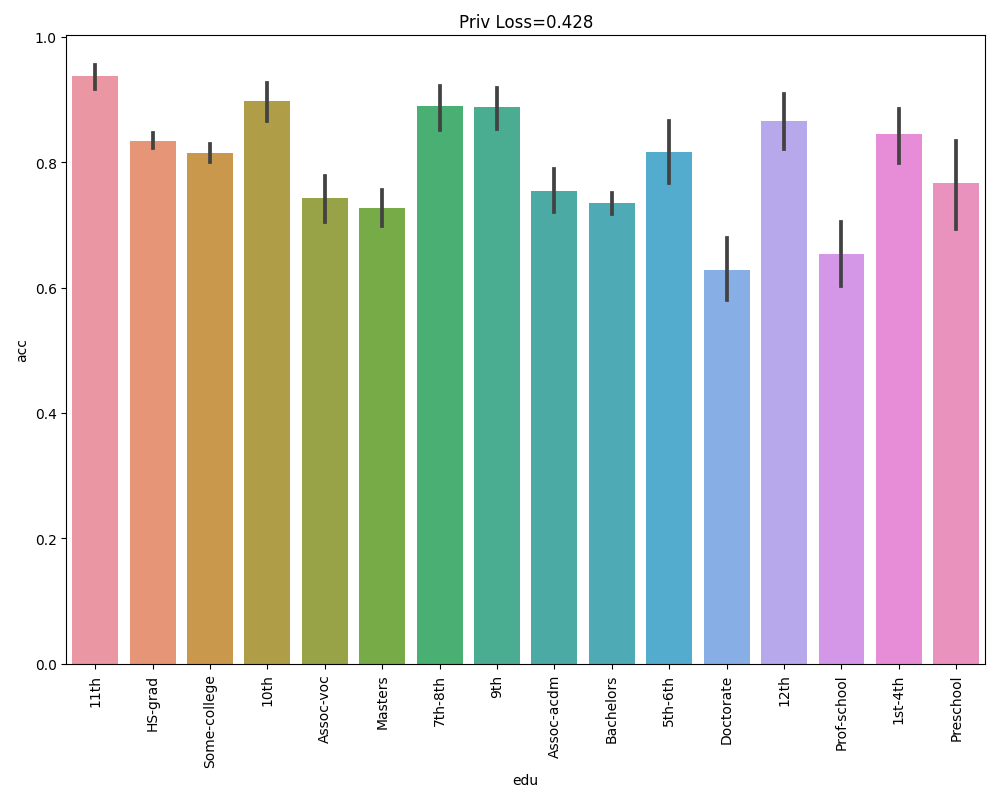 Priv Loss=0.428
1.0
0.8
0.6
0.4
0.2
0.0
acc
11th
HS-grad
Some-college
10th
Assoc-voc
Masters
7th-8th
9th
Assoc-acdm
Bachelors
5th-6th
Doctorate
12th
Prof-school
1st-4th
Preschool
edu